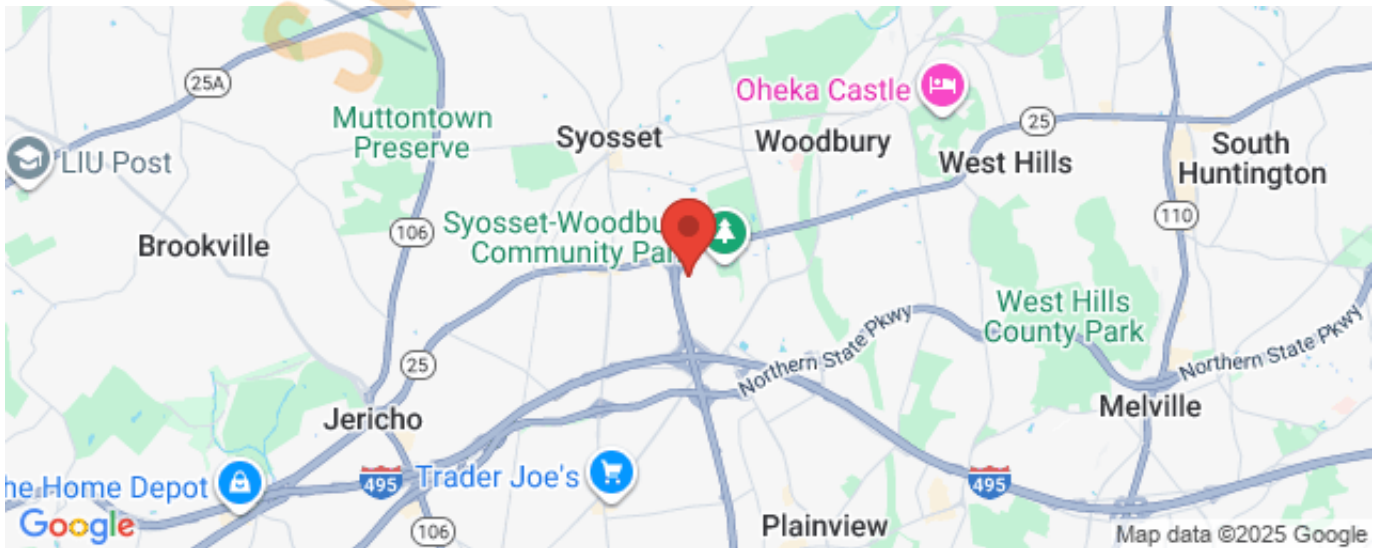 25A
Oheka Castle
Muttontown
Preserve
Syosset
Woodbury
25
West Hills
South
Huntington
LIU Post
110
106
Syosset-Woodbu
Community Par
Brookville
West Hills
County Park
Northern State Pkwy
Northern State Pkwy
25
Jericho
Melville
495
Trader Joe's
495
he Home Depot
106
Plainview
Google
Map data ©2025 Google